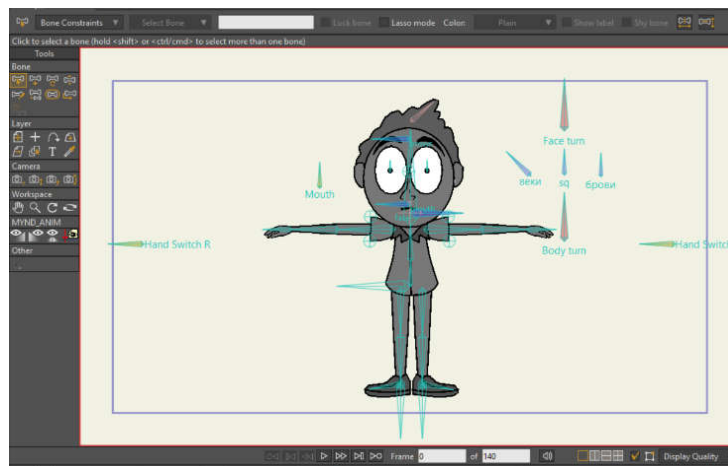 Bone Constraints Select Bone Lock bone Lasso mode Color: Plain Show label Shy bone
Click to select a bone (hold <shift> or <ctrl/cmd> to select more than one bone)
Tools
Bone
Layer
Camera
Workspace
MYND_ANIM
Other
Face turn
веки sq брови
Mouth
Hand Switch R
Body turn
Hand Switch
Frame 0 of 140 Display Quality